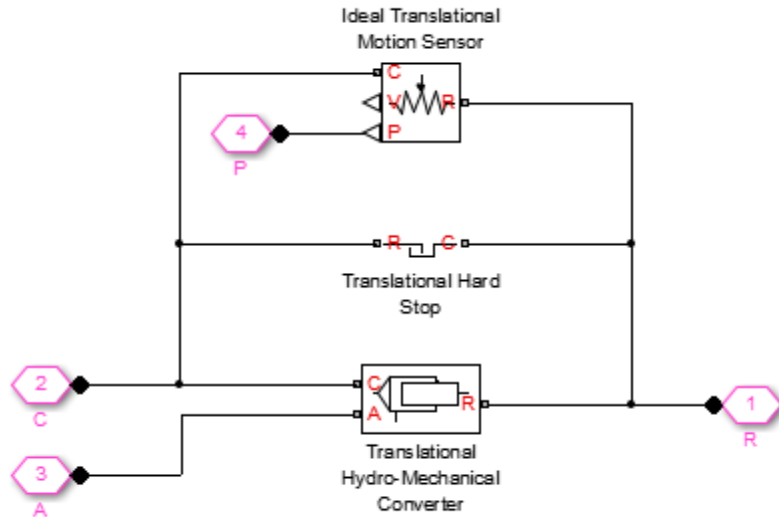 Ideal Translational
Motion Sensor
C
V
R
P
4
P
R
C
Translational Hard
Stop
2
C
C
A
R
1
R
3
A
Translational
Hydro-Mechanical
Converter